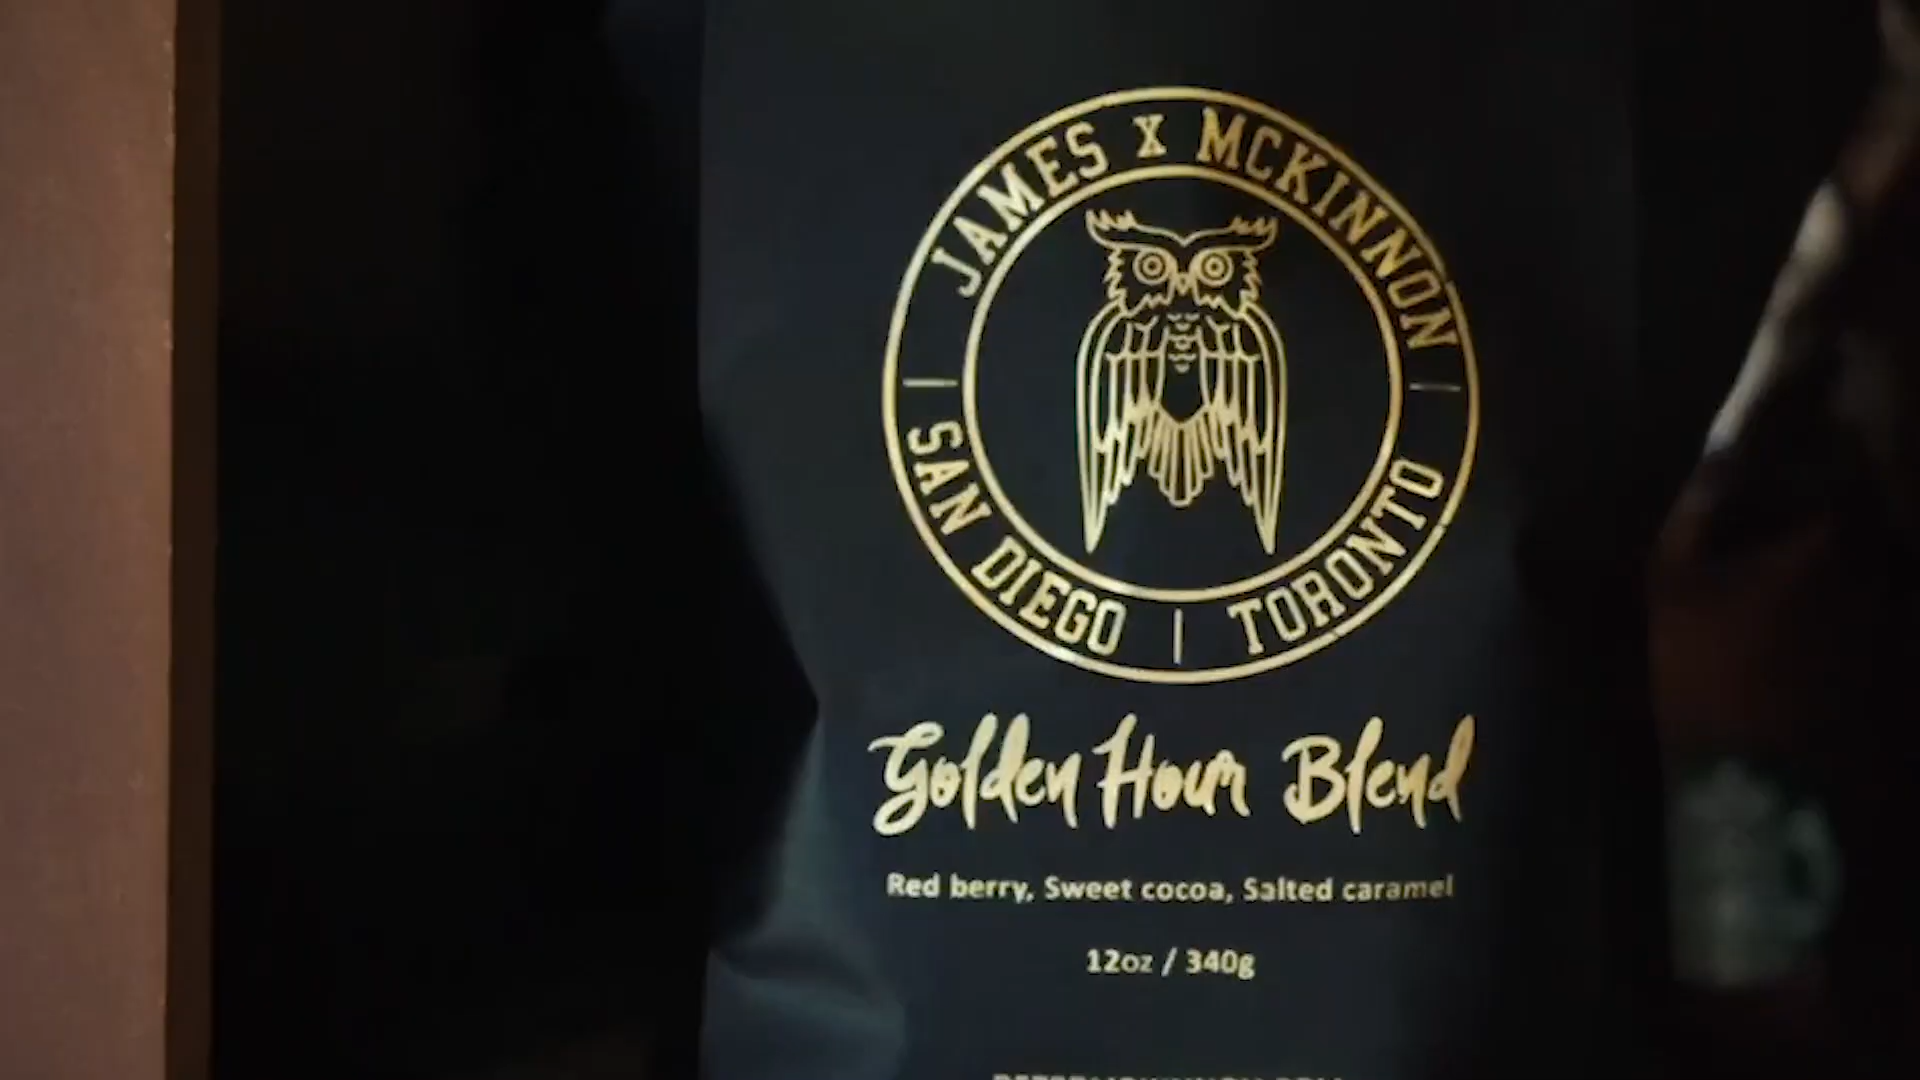 JAMES X MCKINNON
SAN DIEGO | TORONTO
Golden Hour Blend
Red berry, Sweet cocoa, Salted caramel
12oz / 340g